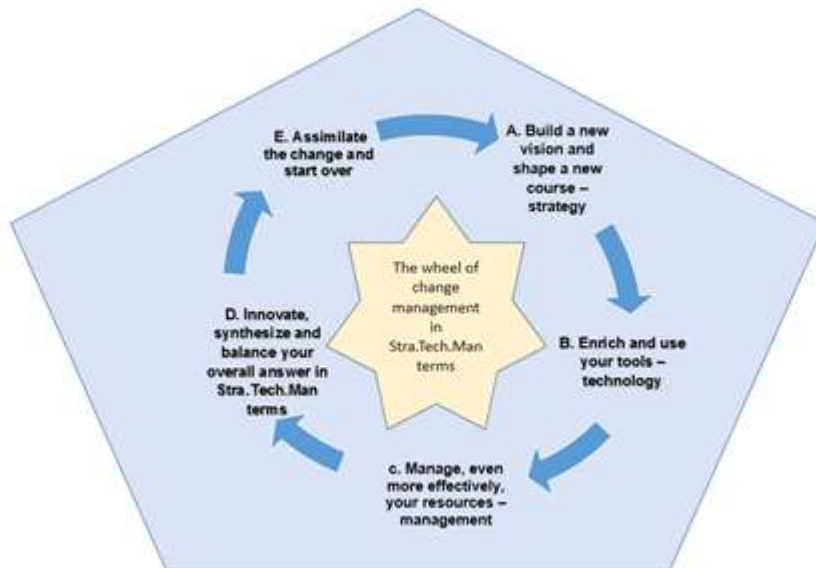 E. Assimilate
the change and
start over
A. Build a new
vision and
shape a new
course –
strategy
The wheel of
change
management
in
Stra.Tech.Man
terms
D. Innovate,
synthesize and
balance your
overall answer in
Stra.Tech.Man
terms
B. Enrich and use
your tools –
technology
c. Manage, even
more effectively,
your resources –
management